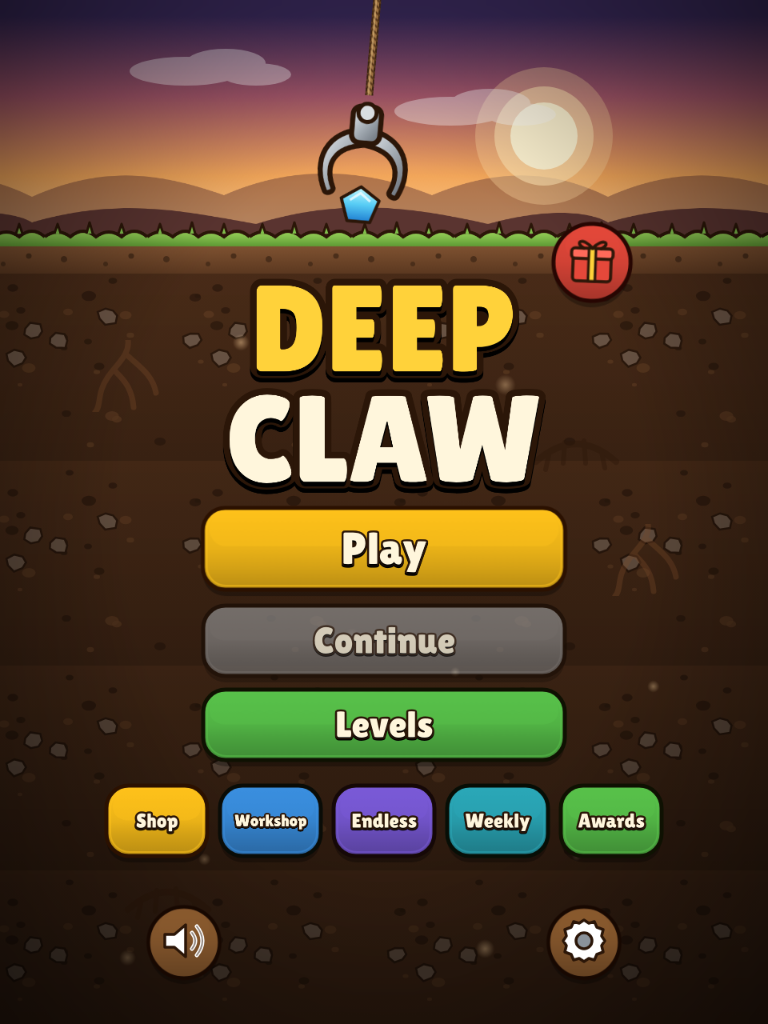 DEEP
CLAW
Play
Continue
Levels
Shop
Workshop
Endless
Weekly
Awards